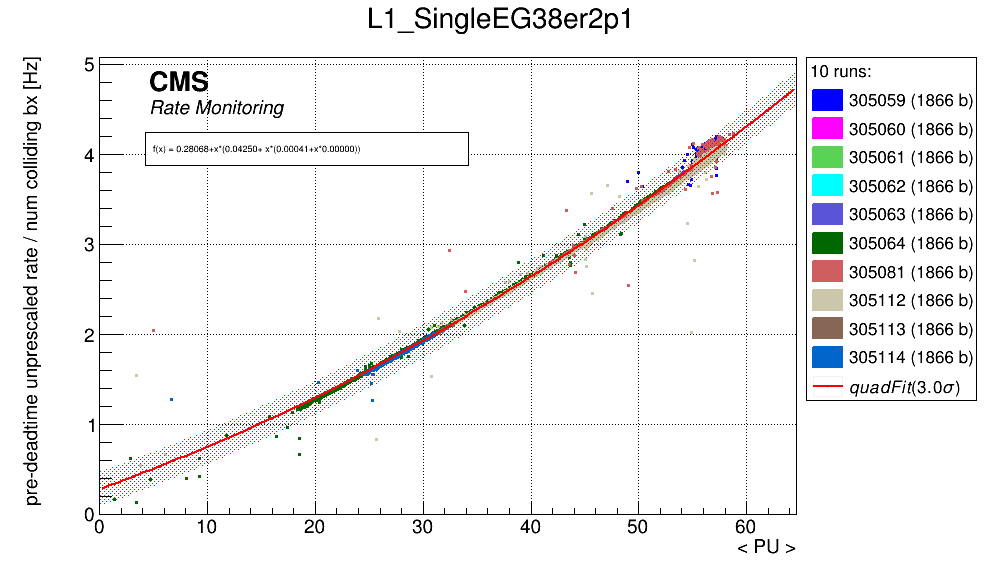 L1_SingleEG38er2p1
pre-deadtime unprescaled rate / num colliding bx [Hz]
CMS
Rate Monitoring
f(x) = 0.28068+x*(0.04250+ x*(0.00041+x*0.00000))
5
4
3
2
1
0
0 10 20 30 40 50 60
< PU >
10 runs:
305059 (1866 b)
305060 (1866 b)
305061 (1866 b)
305062 (1866 b)
305063 (1866 b)
305064 (1866 b)
305081 (1866 b)
305112 (1866 b)
305113 (1866 b)
305114 (1866 b)
quadFit(3.0σ)